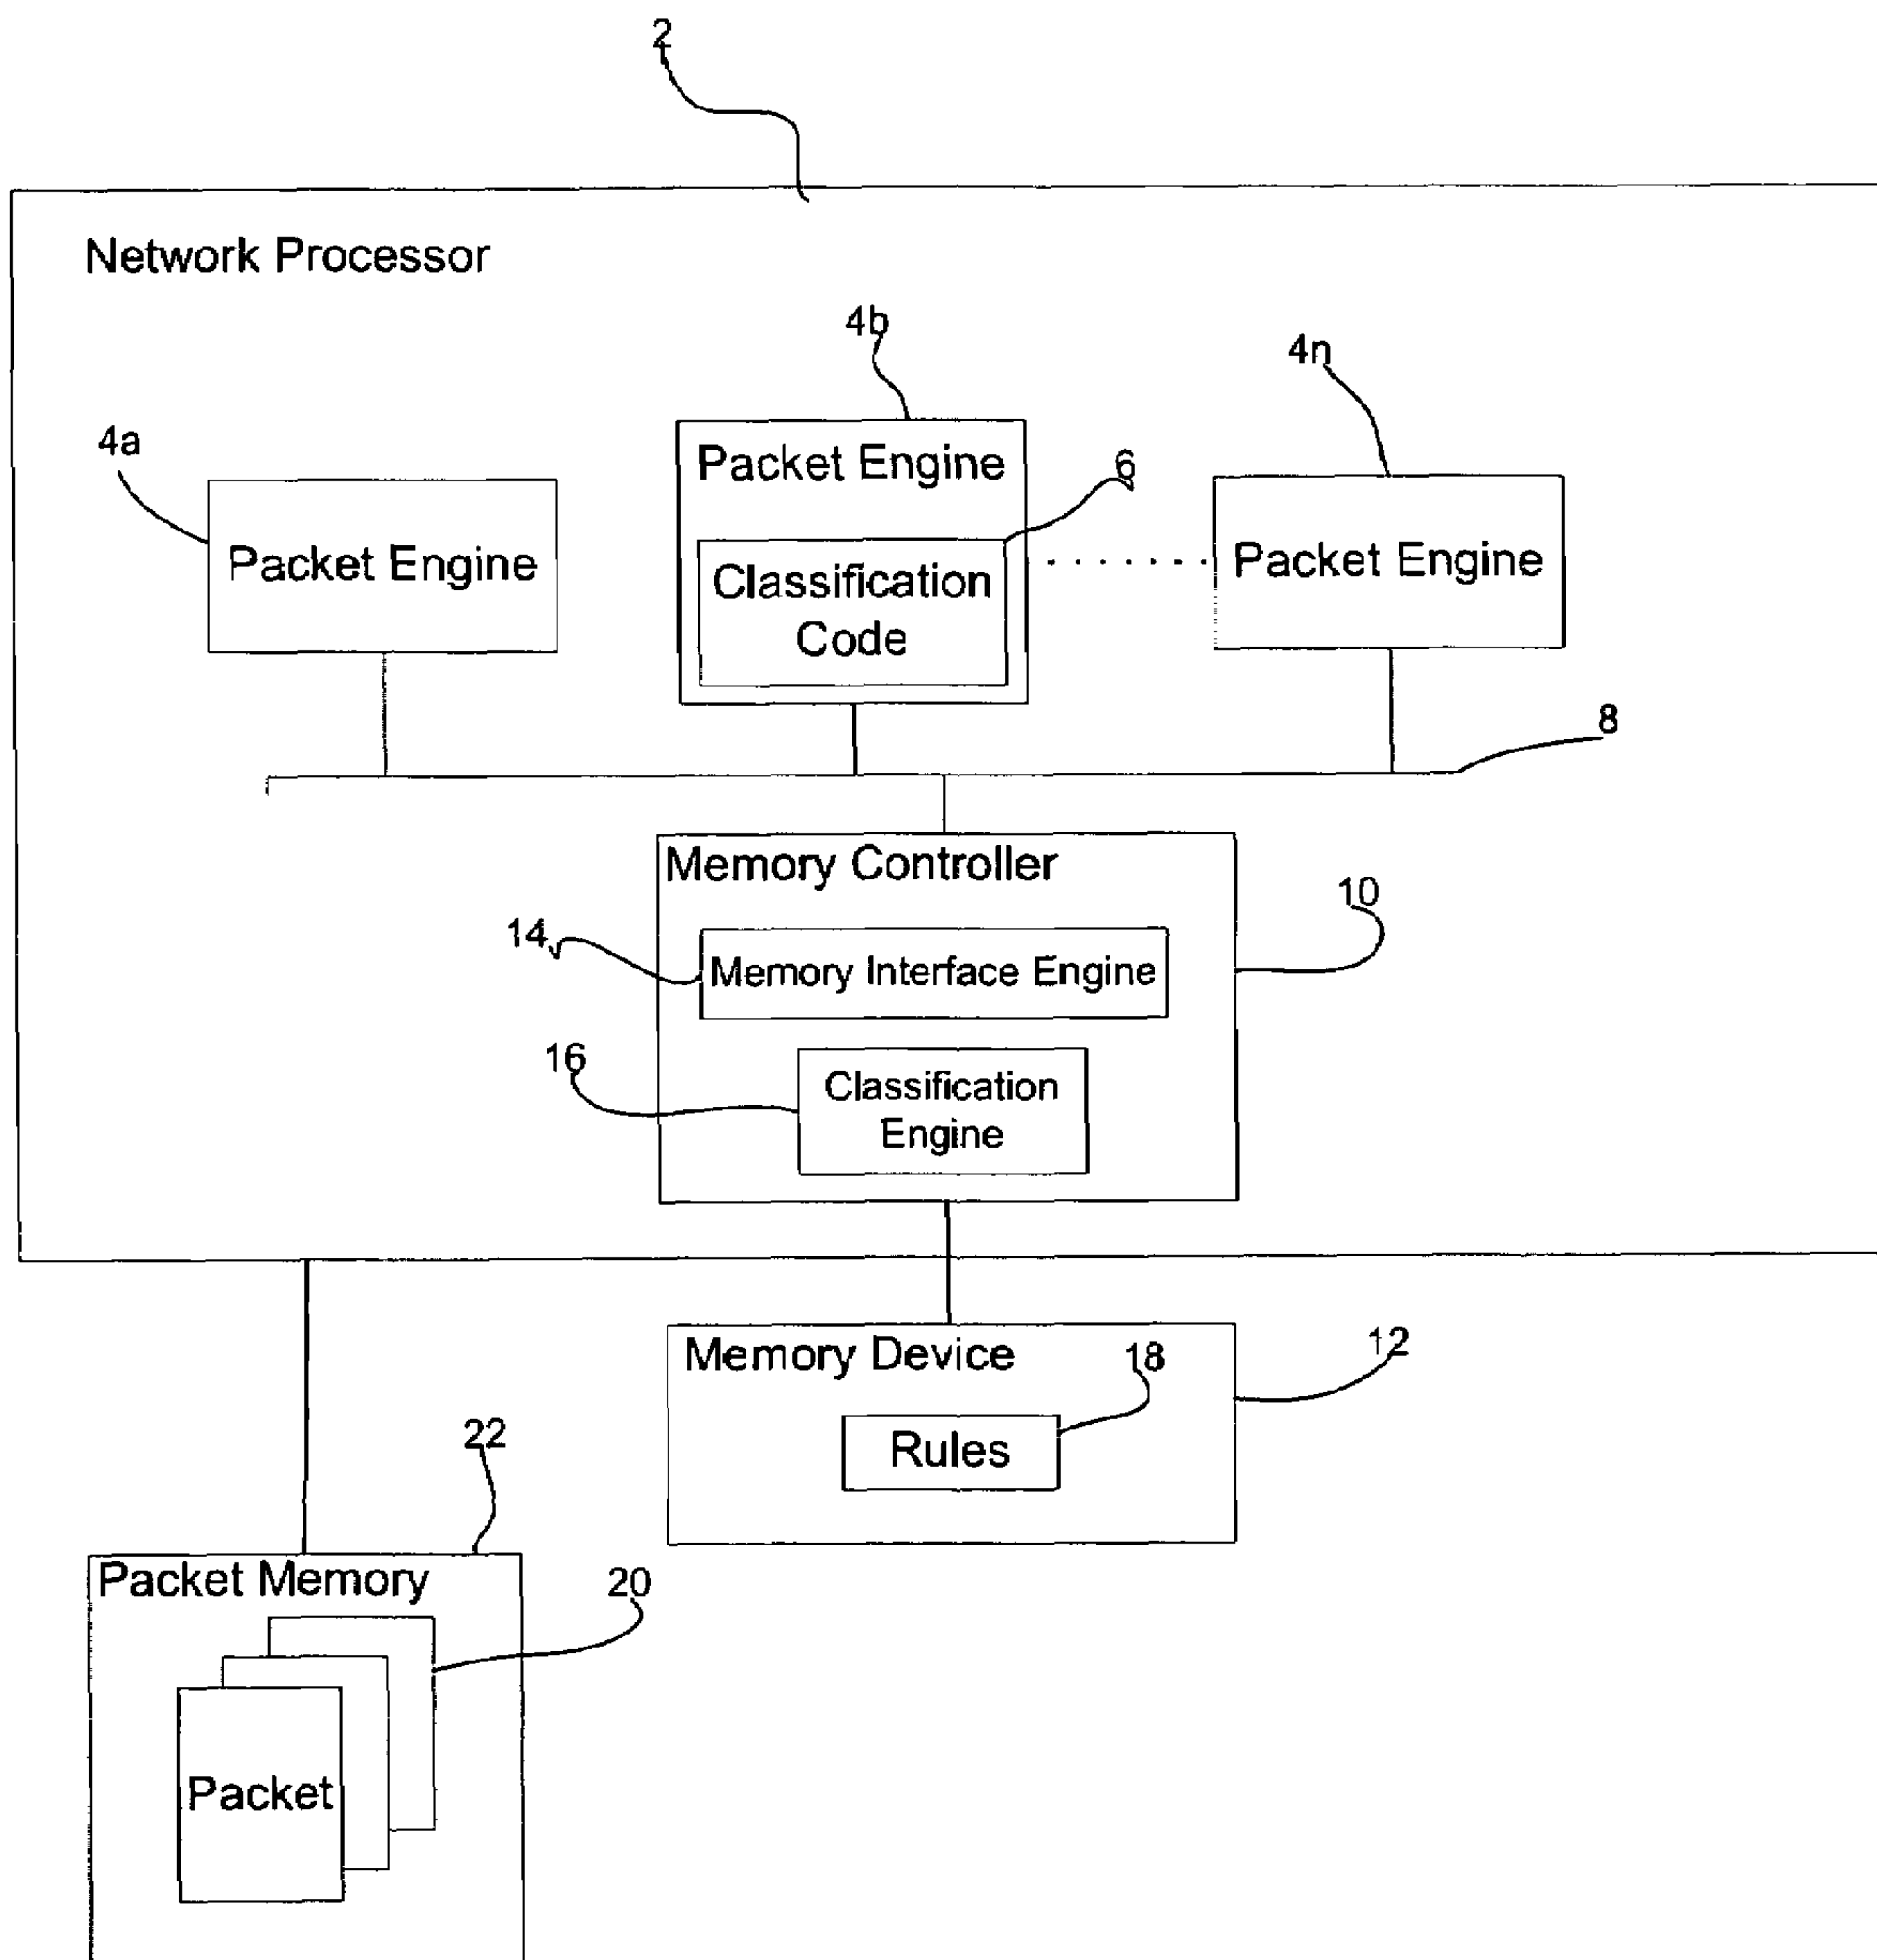 2
Network Processor
4b
4n
4a
Packet Engine
6
Packet Engine
Packet Engine
Classification
Code
8
Memory Controller
10
14
Memory Interface Engine
16
Classification
Engine
Memory Device
18
12
Rules
22
Packet Memory
20
Packet